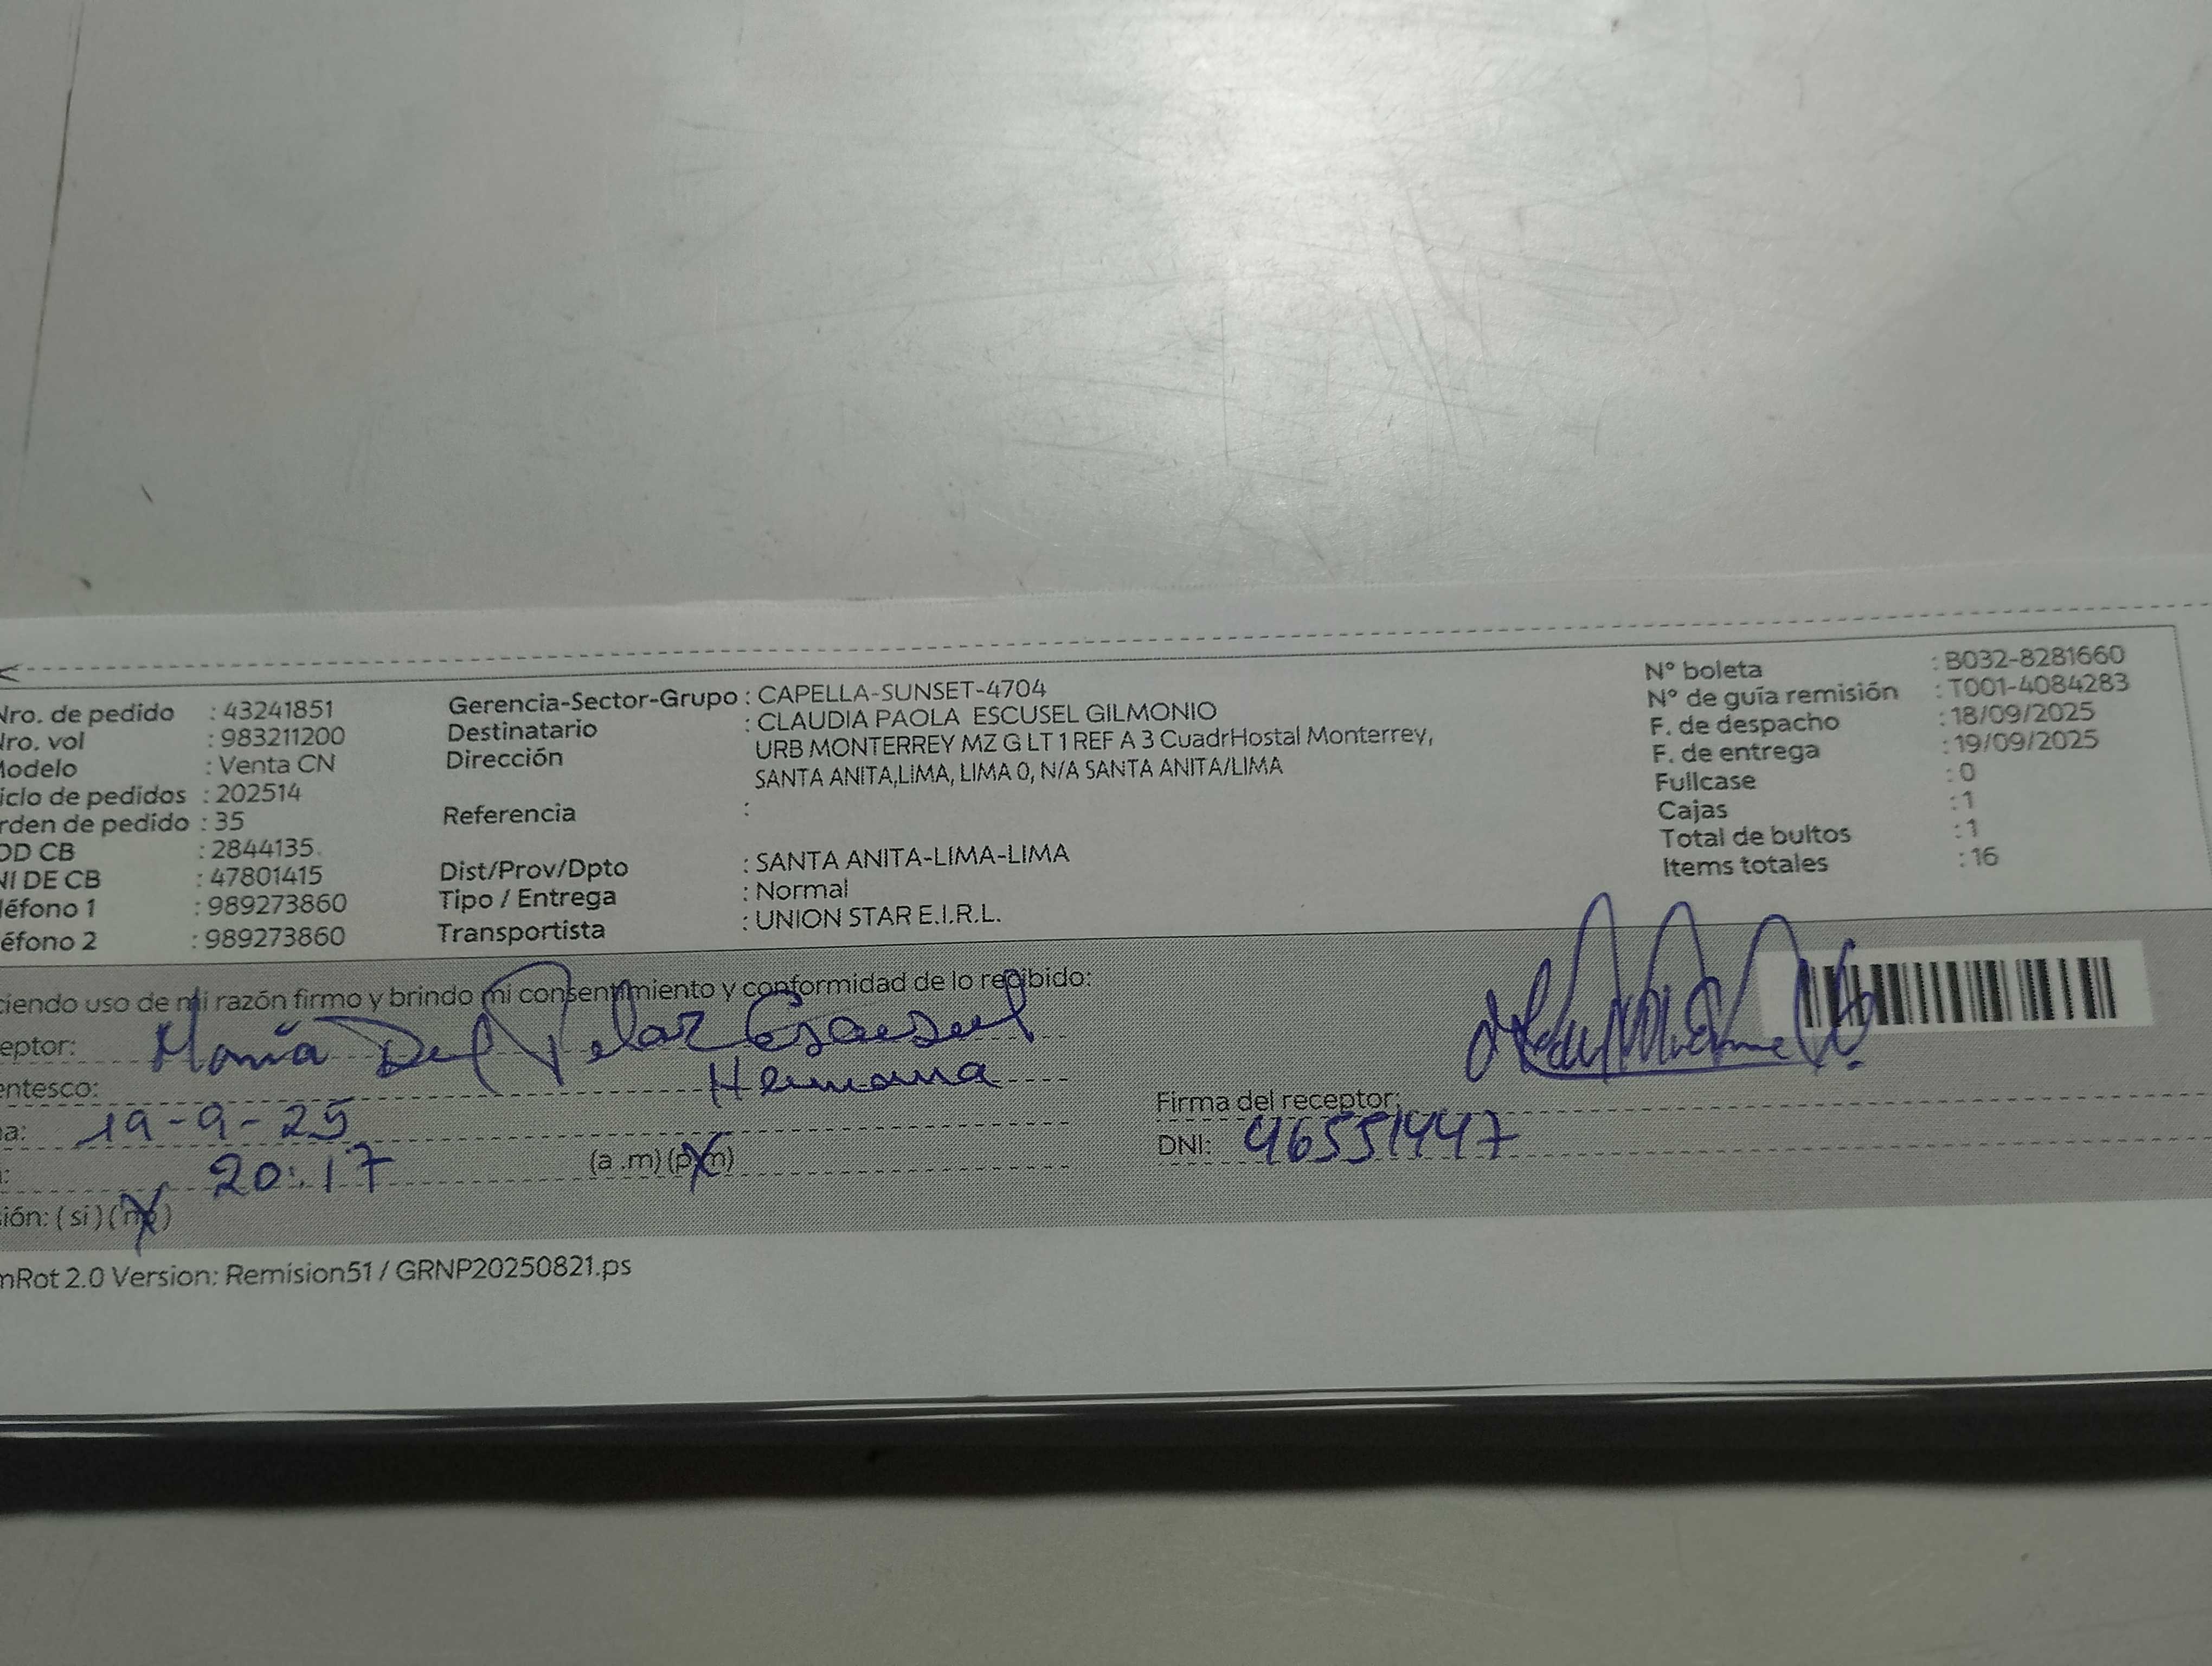 Nro. de pedido : 43241851
Nro. vol : 983211200
Modelo : Venta CN
iclo de pedidos : 202514
rden de pedido : 35
OD CB : 2844135
NI DE CB : 47801415
léfono 1 : 989273860
éfono 2 : 989273860
Gerencia-Sector-Grupo : CAPELLA-SUNSET-4704
Destinatario : CLAUDIA PAOLA ESCUSEL GILMONIO
Dirección URB MONTERREY MZ G LT 1 REF A 3 CuadrHostal Monterrey,
SANTA ANITA,LIMA, LIMA 0, N/A SANTA ANITA/LIMA
Referencia :
Dist/Prov/Dpto : SANTA ANITA-LIMA-LIMA
Tipo / Entrega : Normal
Transportista : UNION STAR E.I.R.L.
N° boleta : B032-8281660
N° de guía remisión : T001-4084283
F. de despacho : 18/09/2025
F. de entrega : 19/09/2025
Fullcase : 0
Cajas : 1
Total de bultos : 1
Items totales : 16
ciendo uso de mi razón firmo y brindo mi consentimiento y conformidad de lo recibido:
eptor: María Del Pilar Escusel
entesco: Hermana
a: 19-9-25
: 20:17 (a .m) (p.m)
ión: ( si ) ( no )
Firma del receptor:
DNI: 46551447
mRot 2.0 Version: Remision51 / GRNP20250821.ps